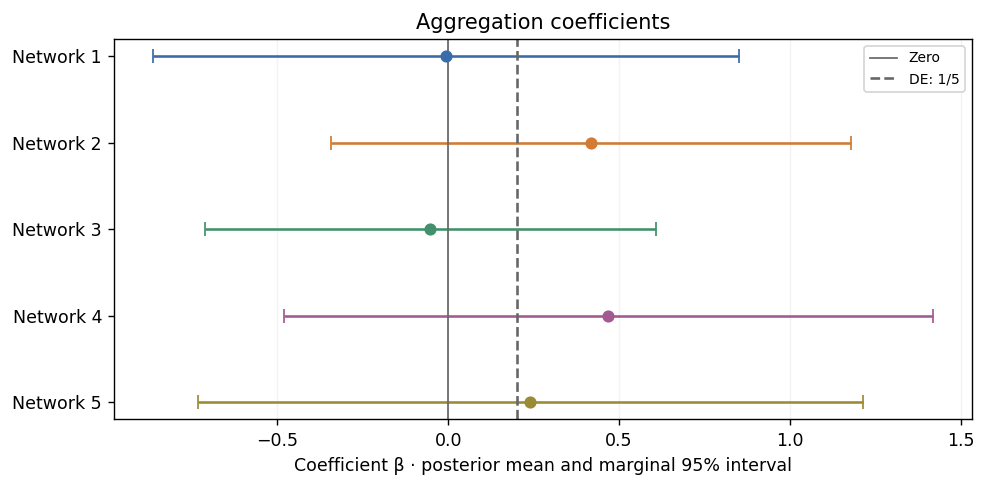 Aggregation coefficients
Network 1
Network 2
Network 3
Network 4
Network 5
Zero
DE: 1/5
−0.5 0.0 0.5 1.0 1.5
Coefficient β · posterior mean and marginal 95% interval